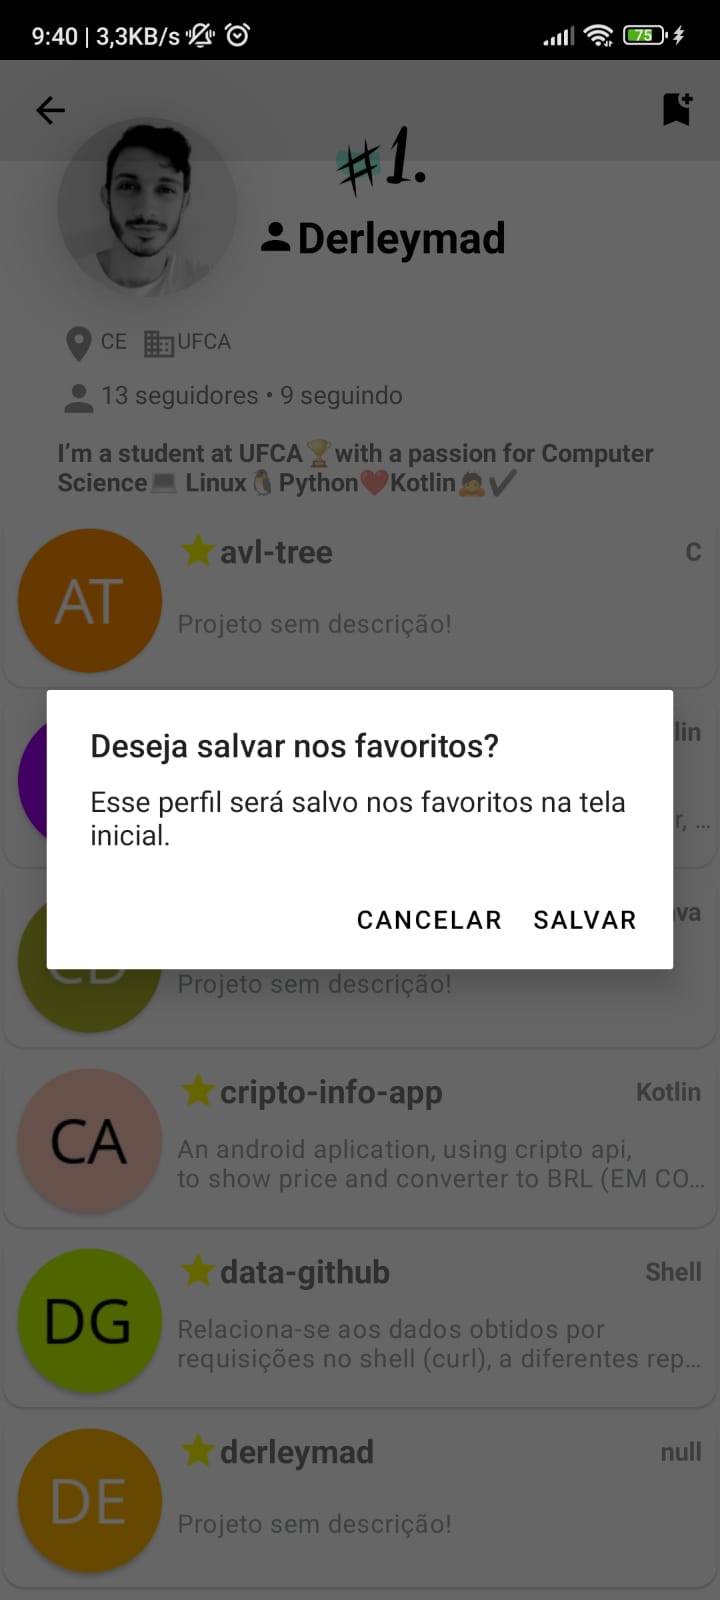 9:40 | 3,3KB/s
75
#1.
Derleymad
CE UFCA
13 seguidores • 9 seguindo
I'm a student at UFCA🏆with a passion for Computer
Science💻 Linux🐧Python❤️Kotlin🙇✔️
AT
avl-tree
C
Projeto sem descrição!
lin
r, ...
Deseja salvar nos favoritos?
Esse perfil será salvo nos favoritos na tela
inicial.
CANCELAR SALVAR
va
CD
Projeto sem descrição!
CA
cripto-info-app
Kotlin
An android aplication, using cripto api,
to show price and converter to BRL (EM CO...
DG
data-github
Shell
Relaciona-se aos dados obtidos por
requisições no shell (curl), a diferentes rep...
DE
derleymad
null
Projeto sem descrição!